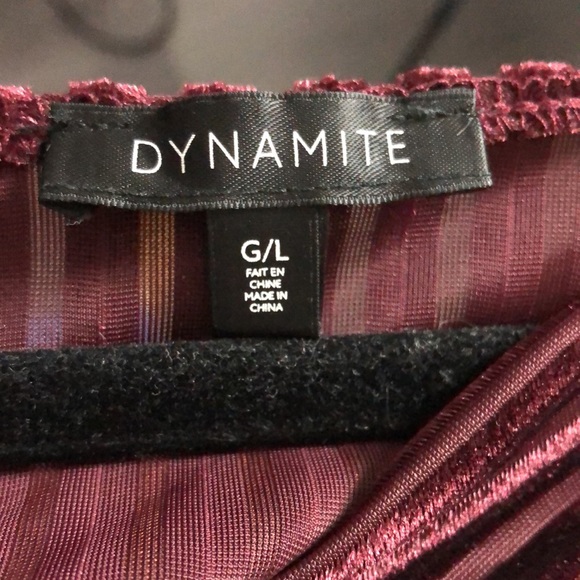 DYNAMITE
G/L
FAIT EN
CHINE
MADE IN
CHINA